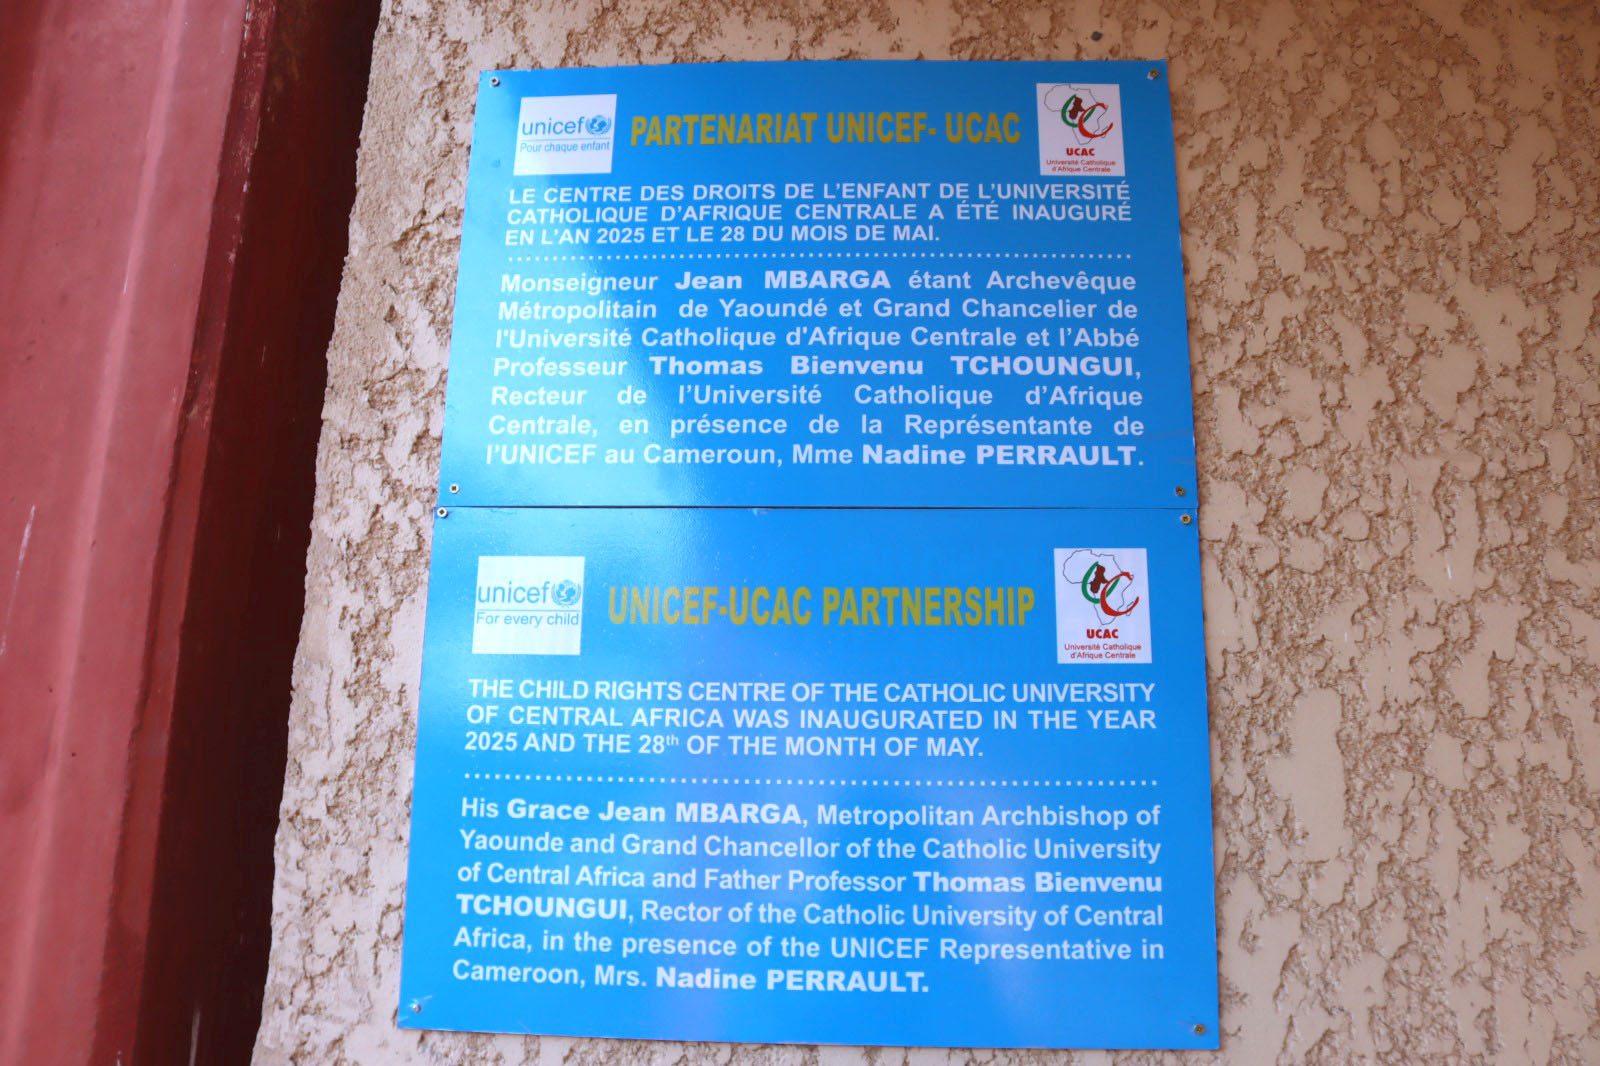 unicef
Pour chaque enfant
PARTENARIAT UNICEF- UCAC
UCAC
Université Catholique
d'Afrique Centrale
LE CENTRE DES DROITS DE L'ENFANT DE L'UNIVERSITÉ
CATHOLIQUE D'AFRIQUE CENTRALE A ÉTÉ INAUGURÉ
EN L'AN 2025 ET LE 28 DU MOIS DE MAI.
Monseigneur Jean MBARGA étant Archevêque
Métropolitain de Yaoundé et Grand Chancelier de
l'Université Catholique d'Afrique Centrale et l'Abbé
Professeur Thomas Bienvenu TCHOUNGUI,
Recteur de l'Université Catholique d'Afrique
Centrale, en présence de la Représentante de
l'UNICEF au Cameroun, Mme Nadine PERRAULT.
unicef
For every child
UNICEF-UCAC PARTNERSHIP
UCAC
Université Catholique
d'Afrique Centrale
THE CHILD RIGHTS CENTRE OF THE CATHOLIC UNIVERSITY
OF CENTRAL AFRICA WAS INAUGURATED IN THE YEAR
2025 AND THE 28th OF THE MONTH OF MAY.
His Grace Jean MBARGA, Metropolitan Archbishop of
Yaounde and Grand Chancellor of the Catholic University
of Central Africa and Father Professor Thomas Bienvenu
TCHOUNGUI, Rector of the Catholic University of Central
Africa, in the presence of the UNICEF Representative in
Cameroon, Mrs. Nadine PERRAULT.